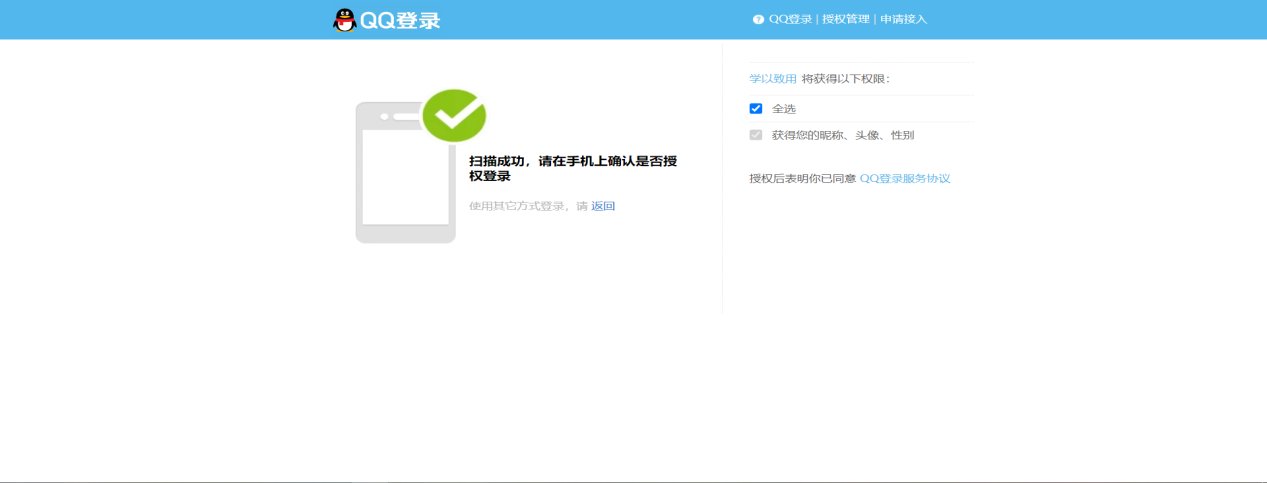 QQ登录
QQ登录 | 授权管理 | 申请接入
扫描成功，请在手机上确认是否授
权登录
使用其它方式登录，请 返回
学以致用 将获得以下权限：
全选
获得您的昵称、头像、性别
授权后表明你已同意 QQ登录服务协议